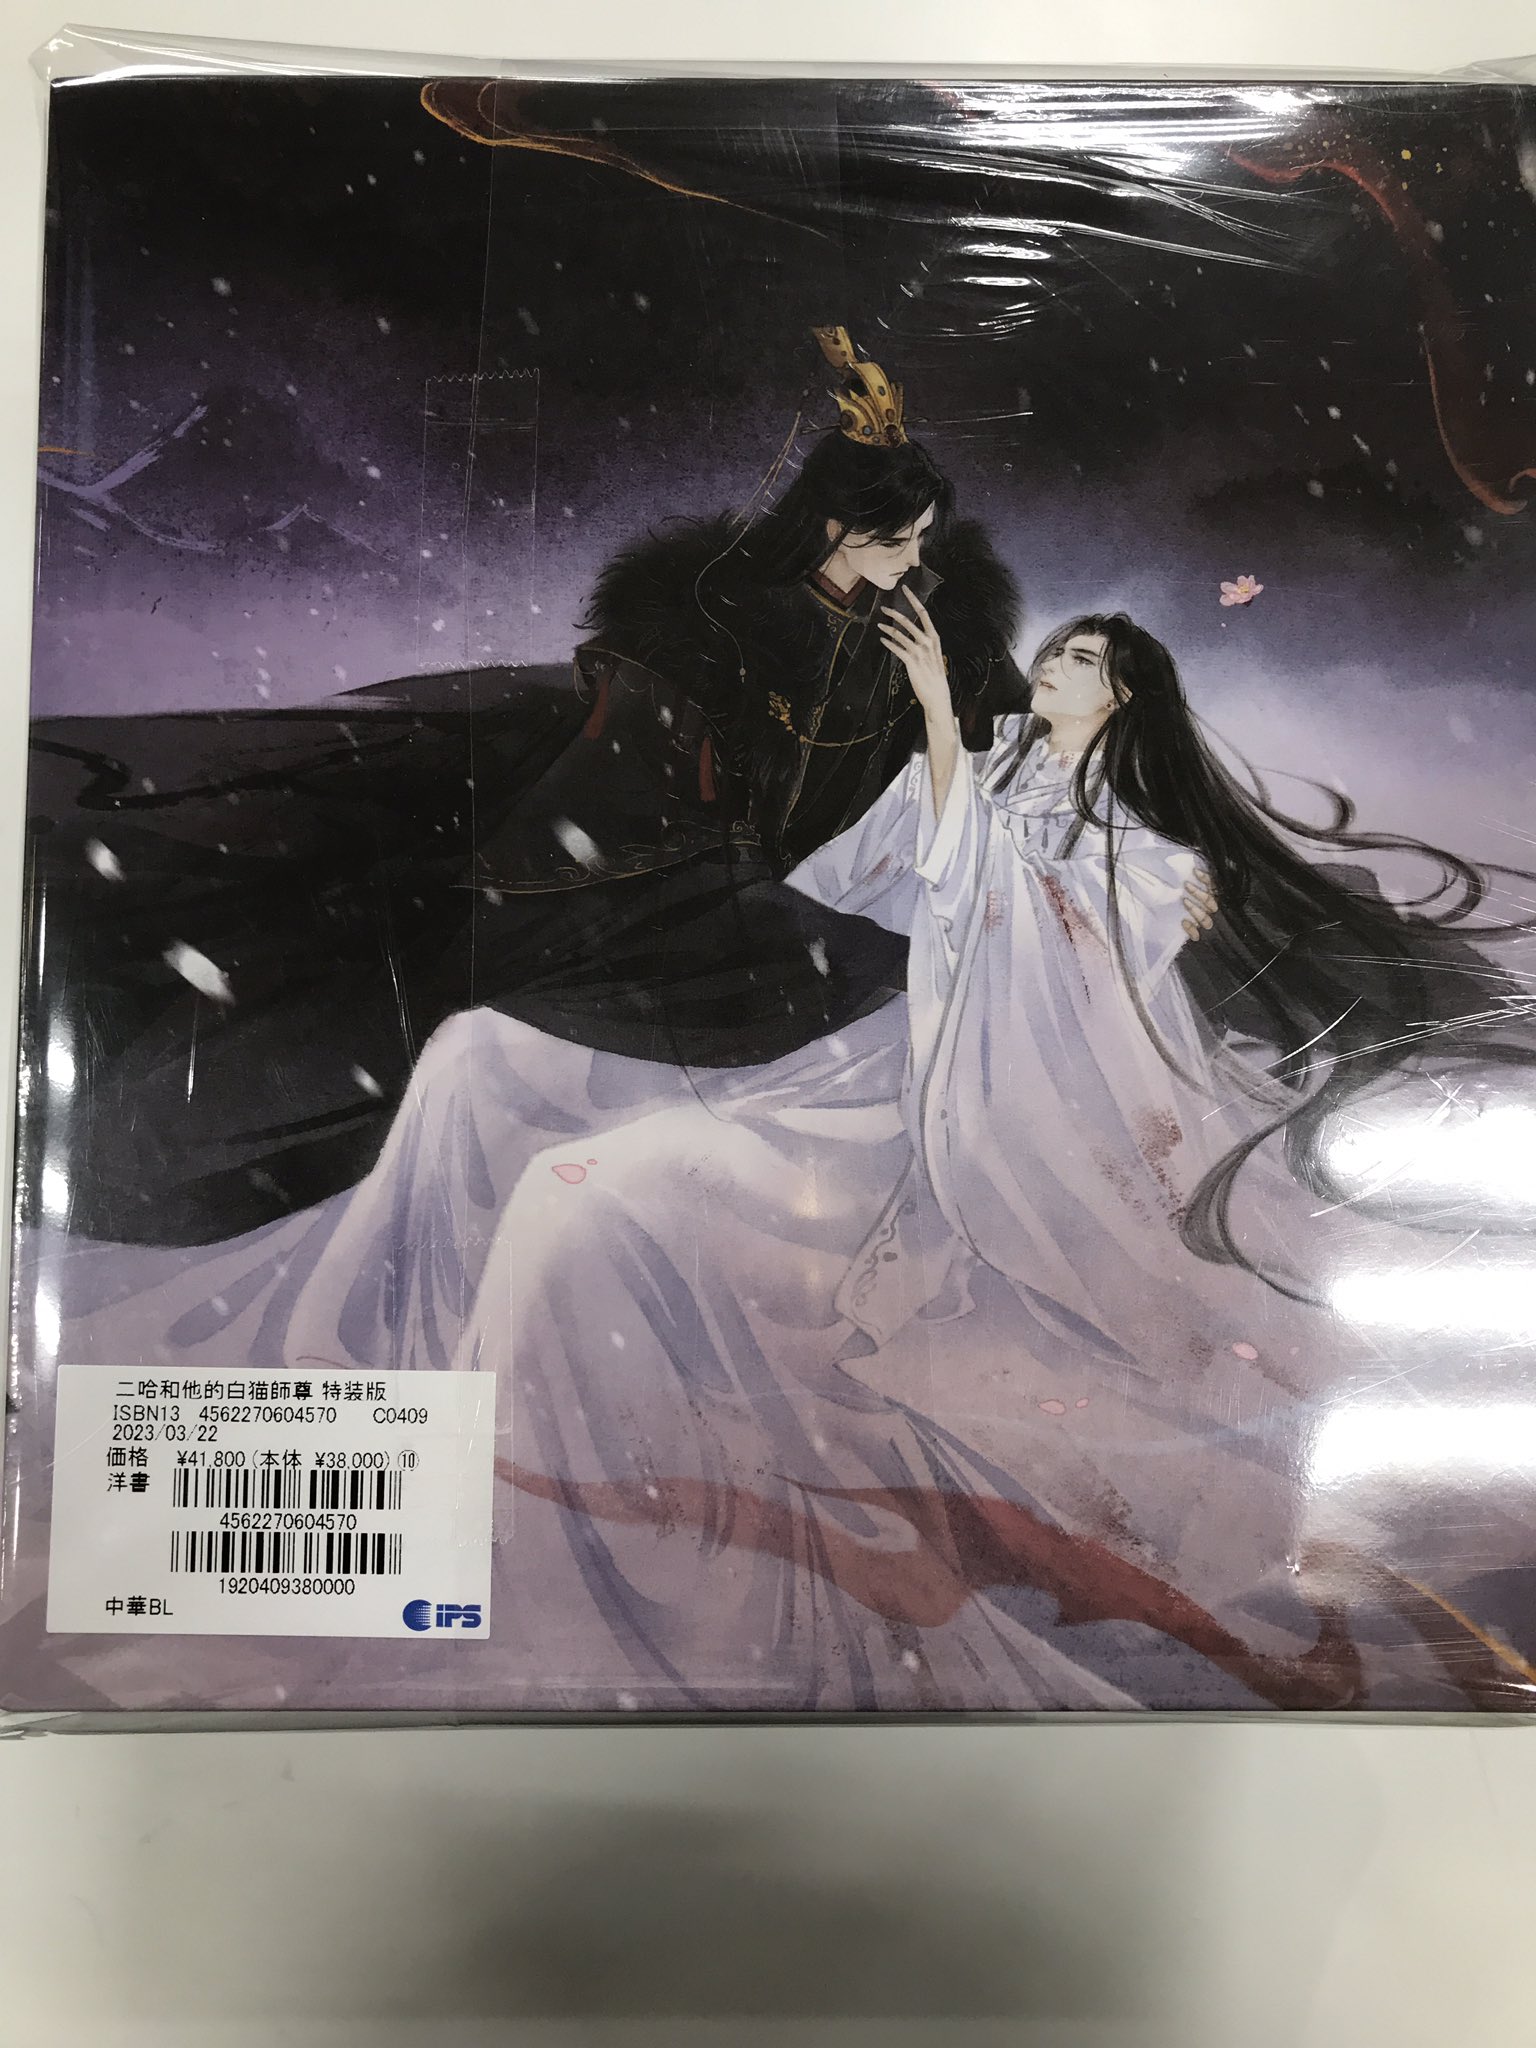 二哈和他的白猫師尊 特装版
ISBN13 4562270604570 C0409
2023/03/22
価格 ¥41,800(本体 ¥38,000)⑩
洋書
4562270604570
1920409380000
中華BL
iPS